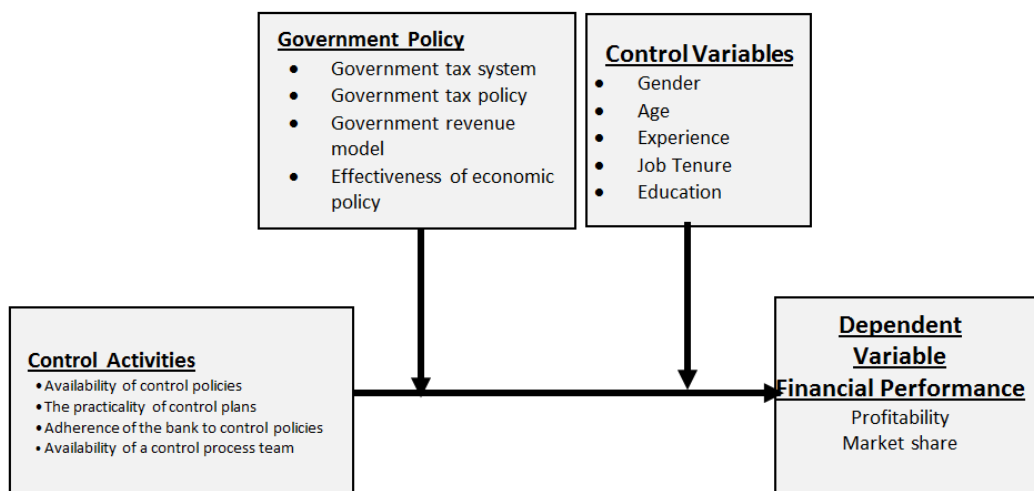 Government Policy
• Government tax system
• Government tax policy
• Government revenue
model
• Effectiveness of economic
policy
Control Variables
• Gender
• Age
• Experience
• Job Tenure
• Education
Control Activities
• Availability of control policies
• The practicality of control plans
• Adherence of the bank to control policies
• Availability of a control process team
Dependent
Variable
Financial Performance
Profitability
Market share